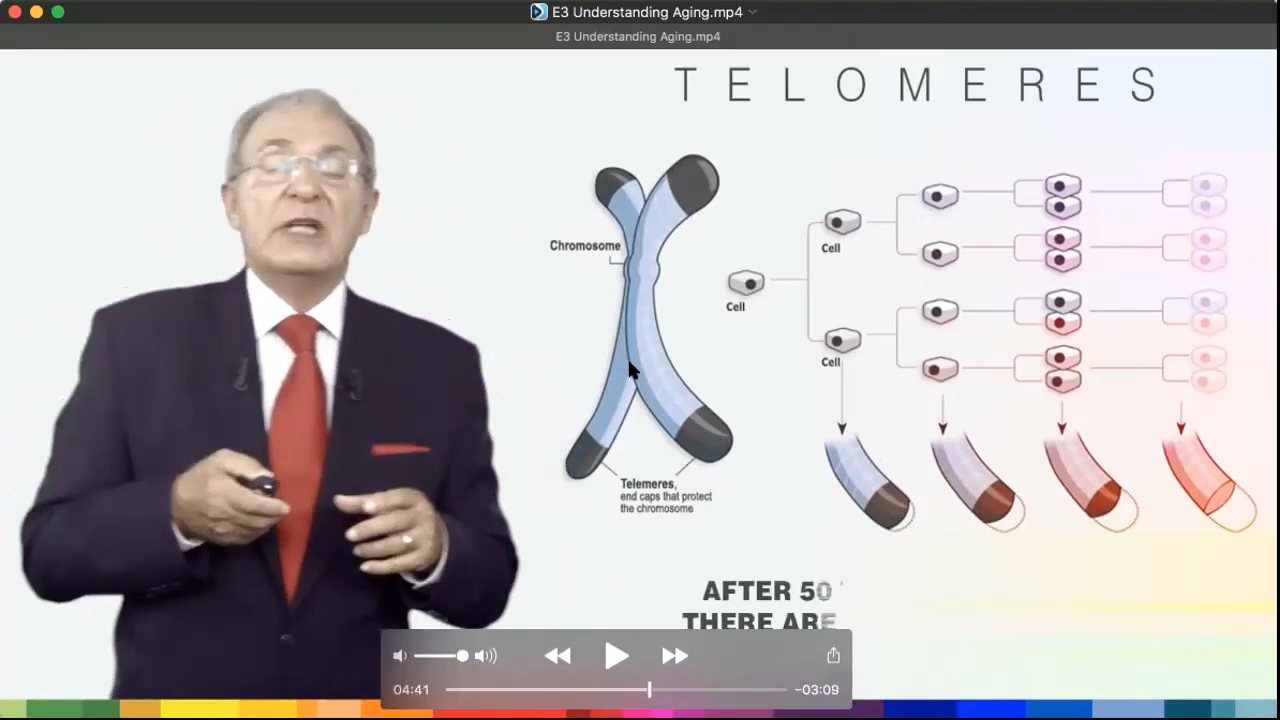 E3 Understanding Aging.mp4
E3 Understanding Aging.mp4
TELOMERES
Chromosome
Cell
Cell
Cell
Telemeres,
end caps that protect
the chromosome
AFTER 50
THERE ARE
04:41
−03:09